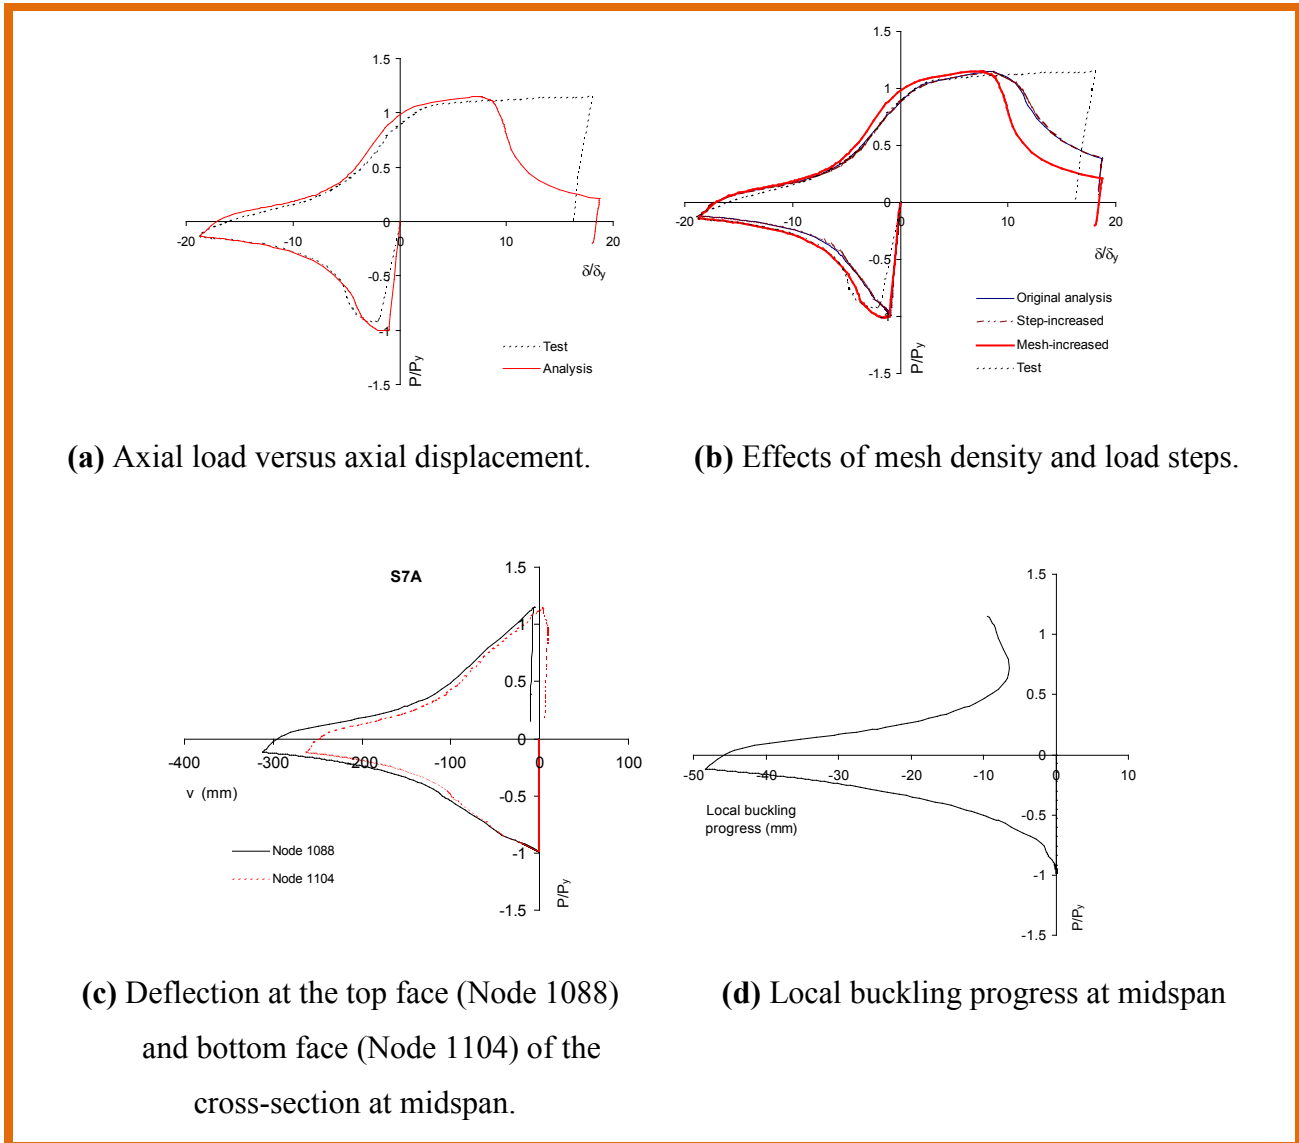 1.5
1
0.5
0
-20
-10
0
10
20
δ/δy
-0.5
-1
-1.5
P/Py
Test
Analysis
(a) Axial load versus axial displacement.
1.5
1
0.5
0
-20
-10
0
10
20
δ/δy
-0.5
-1
-1.5
P/Py
Original analysis
Step-increased
Mesh-increased
Test
(b) Effects of mesh density and load steps.
S7A
1.5
1
0.5
0
-400
-300
-200
-100
0
100
v (mm)
-0.5
-1
-1.5
P/Py
Node 1088
Node 1104
(c) Deflection at the top face (Node 1088)
and bottom face (Node 1104) of the
cross-section at midspan.
1.5
1
0.5
0
-50
-40
-30
-20
-10
0
10
Local buckling
progress (mm)
-0.5
-1
-1.5
P/Py
(d) Local buckling progress at midspan